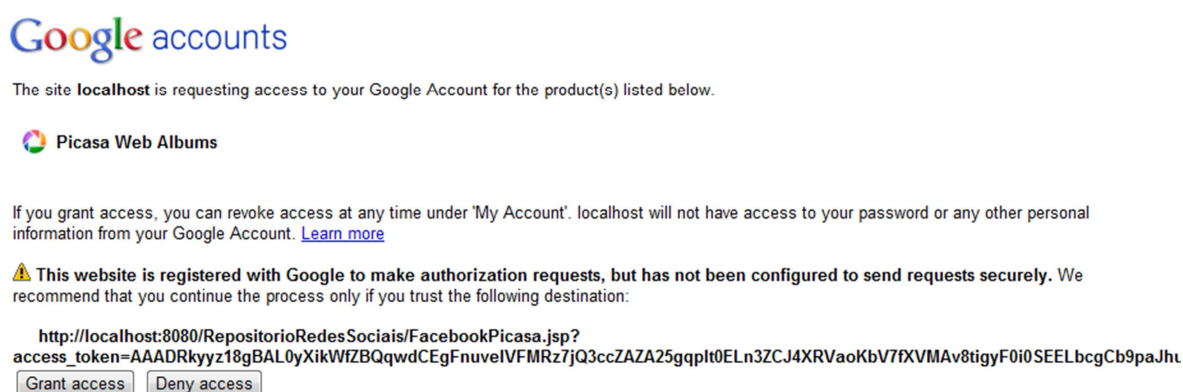 Google accounts
The site localhost is requesting access to your Google Account for the product(s) listed below.
Picasa Web Albums
If you grant access, you can revoke access at any time under 'My Account'. localhost will not have access to your password or any other personal
information from your Google Account. Learn more
This website is registered with Google to make authorization requests, but has not been configured to send requests securely. We
recommend that you continue the process only if you trust the following destination:
http://localhost:8080/RepositorioRedesSociais/FacebookPicasa.jsp?
Grant access Deny access